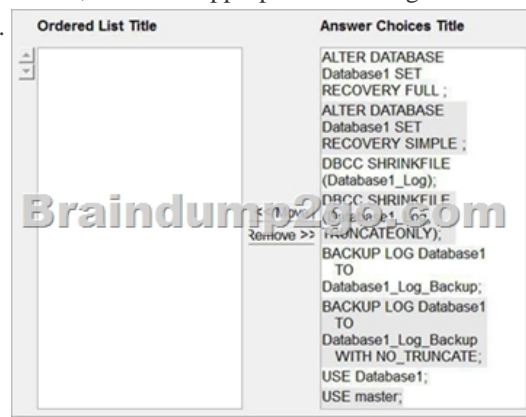 Ordered List Title
Answer Choices Title
ALTER DATABASE
Database1 SET
RECOVERY FULL ;
ALTER DATABASE
Database1 SET
RECOVERY SIMPLE ;
DBCC SHRINKFILE
(Database1_Log);
DBCC SHRINKFILE
TRUNCATEONLY);
BACKUP LOG Database1
TO
Database1_Log_Backup;
BACKUP LOG Database1
TO
Database1_Log_Backup
WITH NO_TRUNCATE;
USE Database1;
USE master;
Remove >>
Braindump2go.com